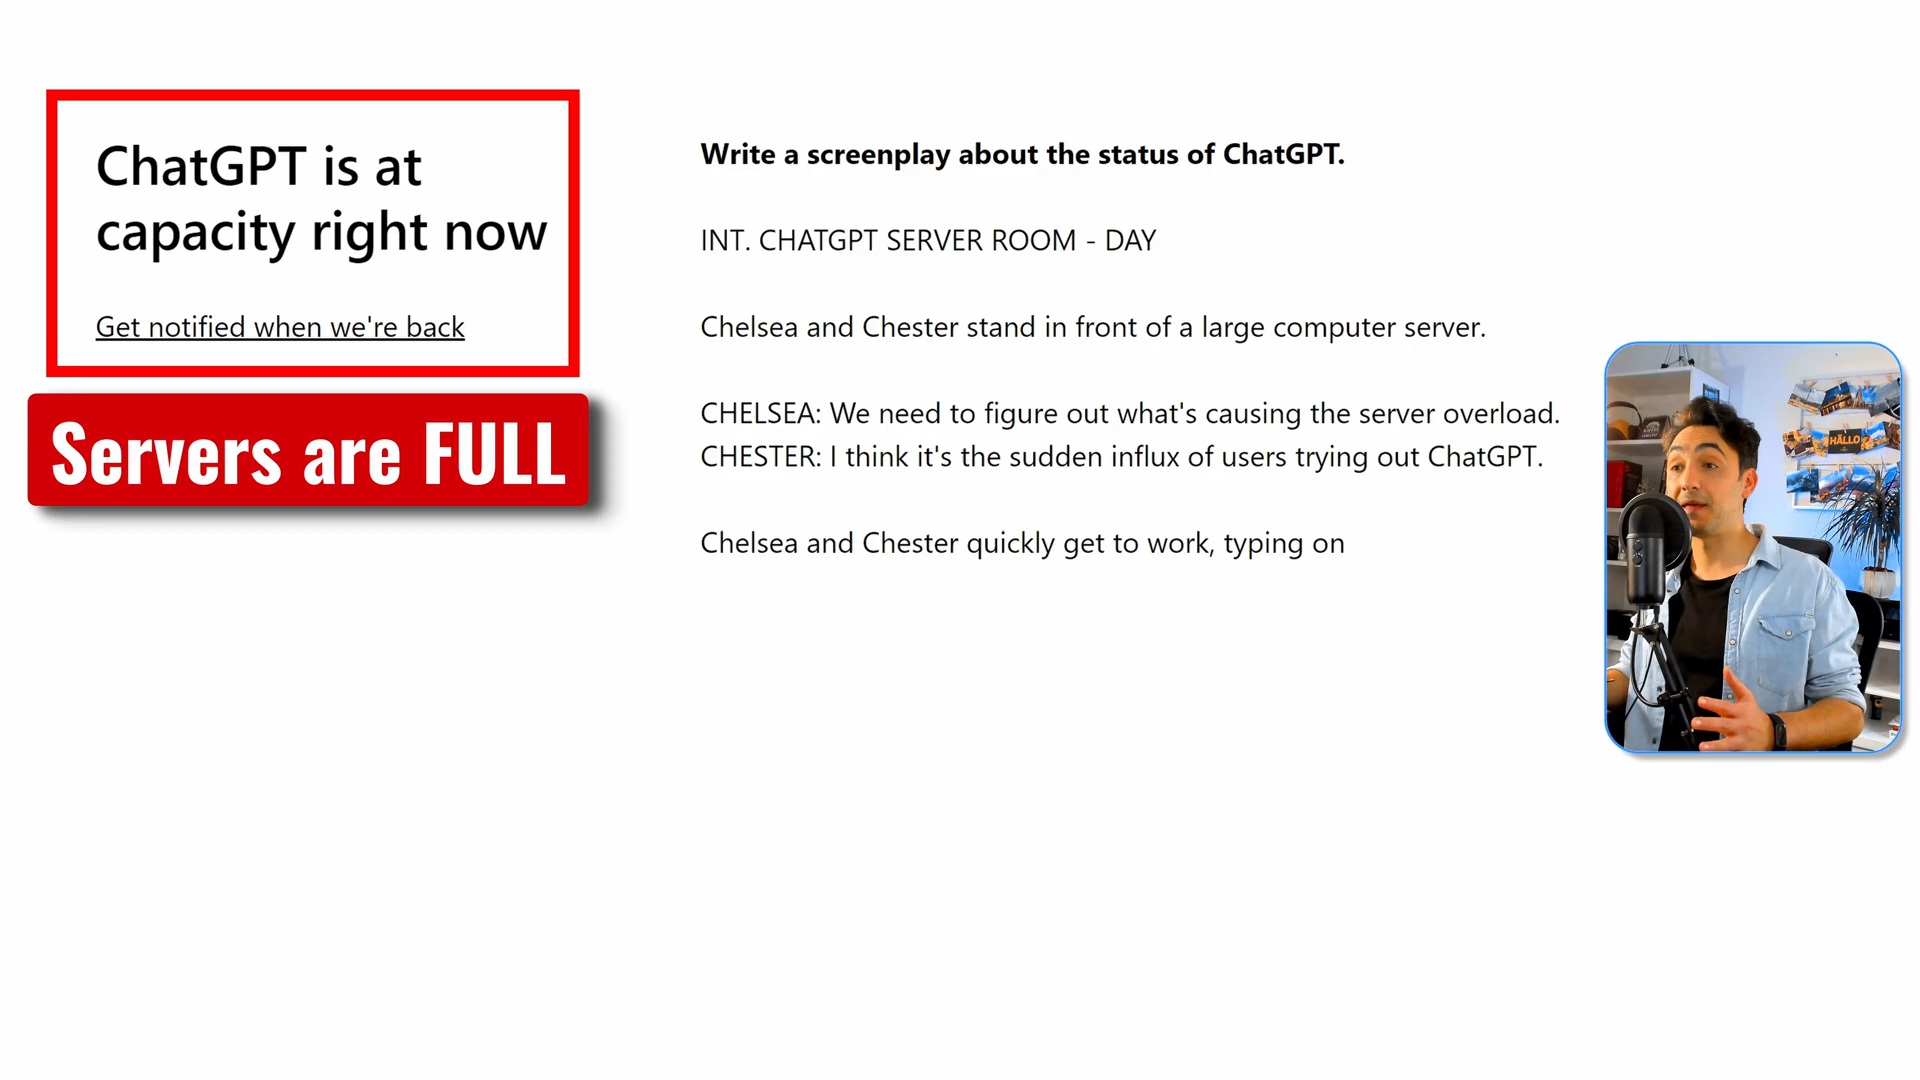 ChatGPT is at
capacity right now
Get notified when we're back
Servers are FULL
Write a screenplay about the status of ChatGPT.
INT. CHATGPT SERVER ROOM - DAY
Chelsea and Chester stand in front of a large computer server.
CHELSEA: We need to figure out what's causing the server overload.
CHESTER: I think it's the sudden influx of users trying out ChatGPT.
Chelsea and Chester quickly get to work, typing on
HALLO